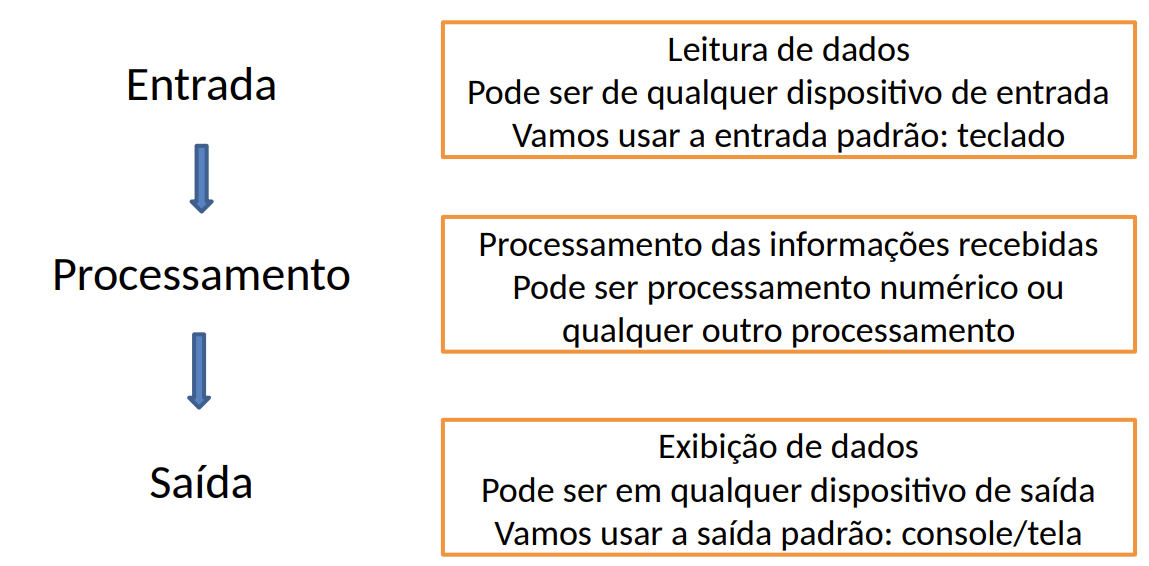 Entrada
Leitura de dados
Pode ser de qualquer dispositivo de entrada
Vamos usar a entrada padrão: teclado
Processamento
Processamento das informações recebidas
Pode ser processamento numérico ou
qualquer outro processamento
Saída
Exibição de dados
Pode ser em qualquer dispositivo de saída
Vamos usar a saída padrão: console/tela